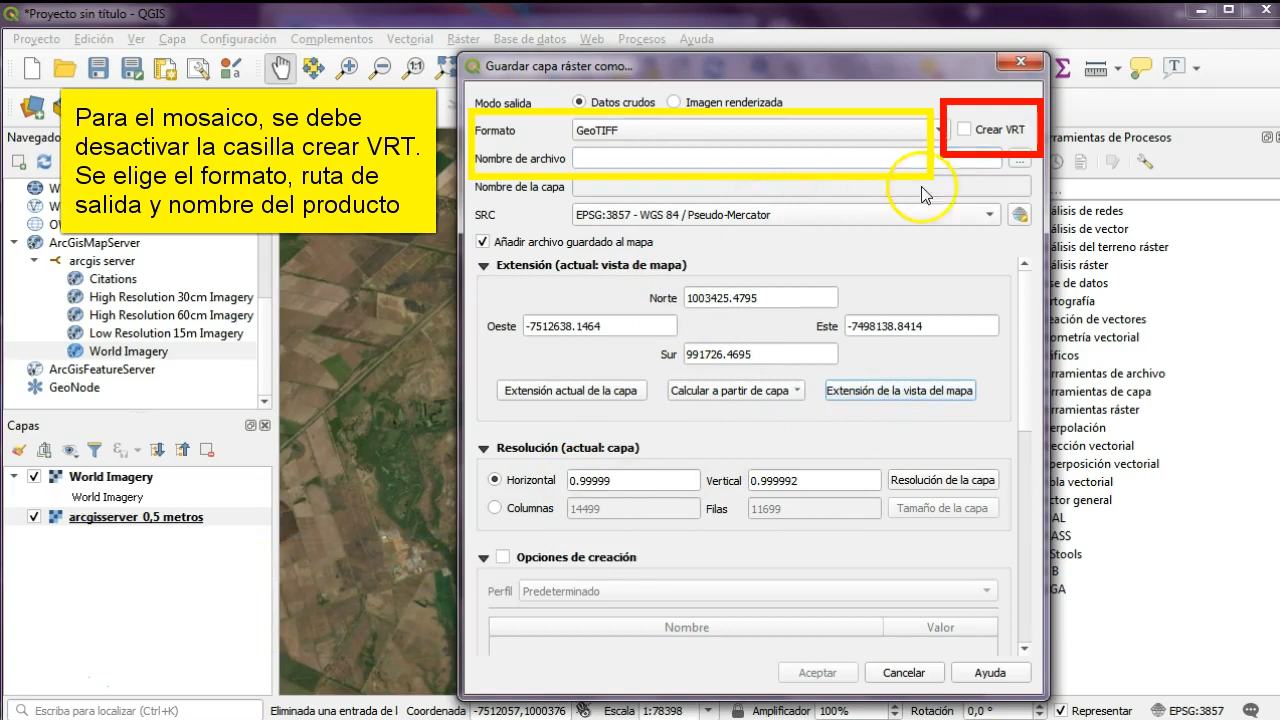 *Proyecto sin título - QGIS
Proyecto Edición Ver Capa Configuración Complementos Vectorial Ráster Base de datos Web Procesos Ayuda
Para el mosaico, se debe
desactivar la casilla crear VRT.
Se elige el formato, ruta de
salida y nombre del producto
Navegado
W
W
ArcGisMapServer
arcgis server
Citations
High Resolution 30cm Imagery
High Resolution 60cm Imagery
Low Resolution 15m Imagery
World Imagery
ArcGisFeatureServer
GeoNode
Capas
World Imagery
World Imagery
arcgisserver 0,5 metros
Guardar capa ráster como...
Modo salida Datos crudos Imagen renderizada
Formato GeoTIFF Crear VRT
Nombre de archivo ...
Nombre de la capa
SRC EPSG:3857 - WGS 84 / Pseudo-Mercator
Añadir archivo guardado al mapa
Extensión (actual: vista de mapa)
Norte 1003425.4795
Oeste -7512638.1464 Este -7498138.8414
Sur 991726.4695
Extensión actual de la capa Calcular a partir de capa Extensión de la vista del mapa
Resolución (actual: capa)
Horizontal 0.99999 Vertical 0.999992 Resolución de la capa
Columnas 14499 Filas 11699 Tamaño de la capa
Opciones de creación
Perfil Predeterminado
Nombre Valor
Aceptar Cancelar Ayuda
erramientas de Procesos
...
álisis de redes
álisis de vector
álisis del terreno ráster
álisis ráster
se de datos
rtografía
eación de vectores
ometría vectorial
áficos
rramientas de archivo
rramientas de capa
rramientas ráster
ección vectorial
perposición vectorial
bla vectorial
ctor general
AL
ASS
Stools
B
GA
Escriba para localizar (Ctrl+K) Eliminada una entrada de l Coordenada -7512057,1000376 Escala 1:78398 Amplificador 100% Rotación 0,0 ° Representar EPSG:3857